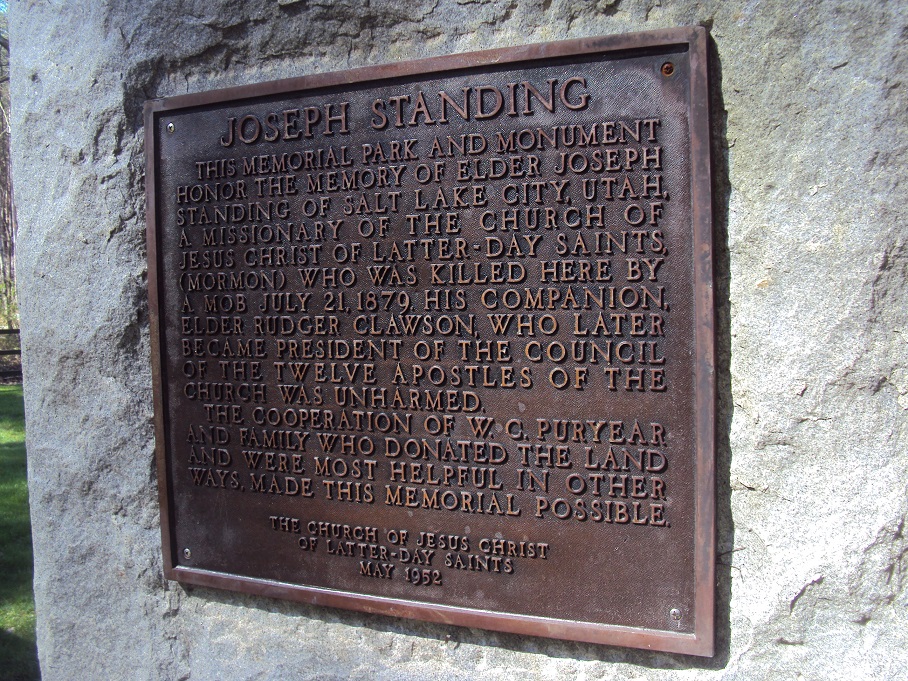 JOSEPH STANDING
THIS MEMORIAL PARK AND MONUMENT
HONOR THE MEMORY OF ELDER JOSEPH
STANDING OF SALT LAKE CITY, UTAH,
A MISSIONARY OF THE CHURCH OF
JESUS CHRIST OF LATTER-DAY SAINTS,
(MORMON) WHO WAS KILLED HERE BY
A MOB JULY 21, 1879, HIS COMPANION,
ELDER RUDGER CLAWSON, WHO LATER
BECAME PRESIDENT OF THE COUNCIL
OF THE TWELVE APOSTLES OF THE
CHURCH WAS UNHARMED.
THE COOPERATION OF W. C. PURYEAR
AND FAMILY WHO DONATED THE LAND
AND WERE MOST HELPFUL IN OTHER
WAYS, MADE THIS MEMORIAL POSSIBLE.
THE CHURCH OF JESUS CHRIST
OF LATTER-DAY SAINTS
MAY 1952